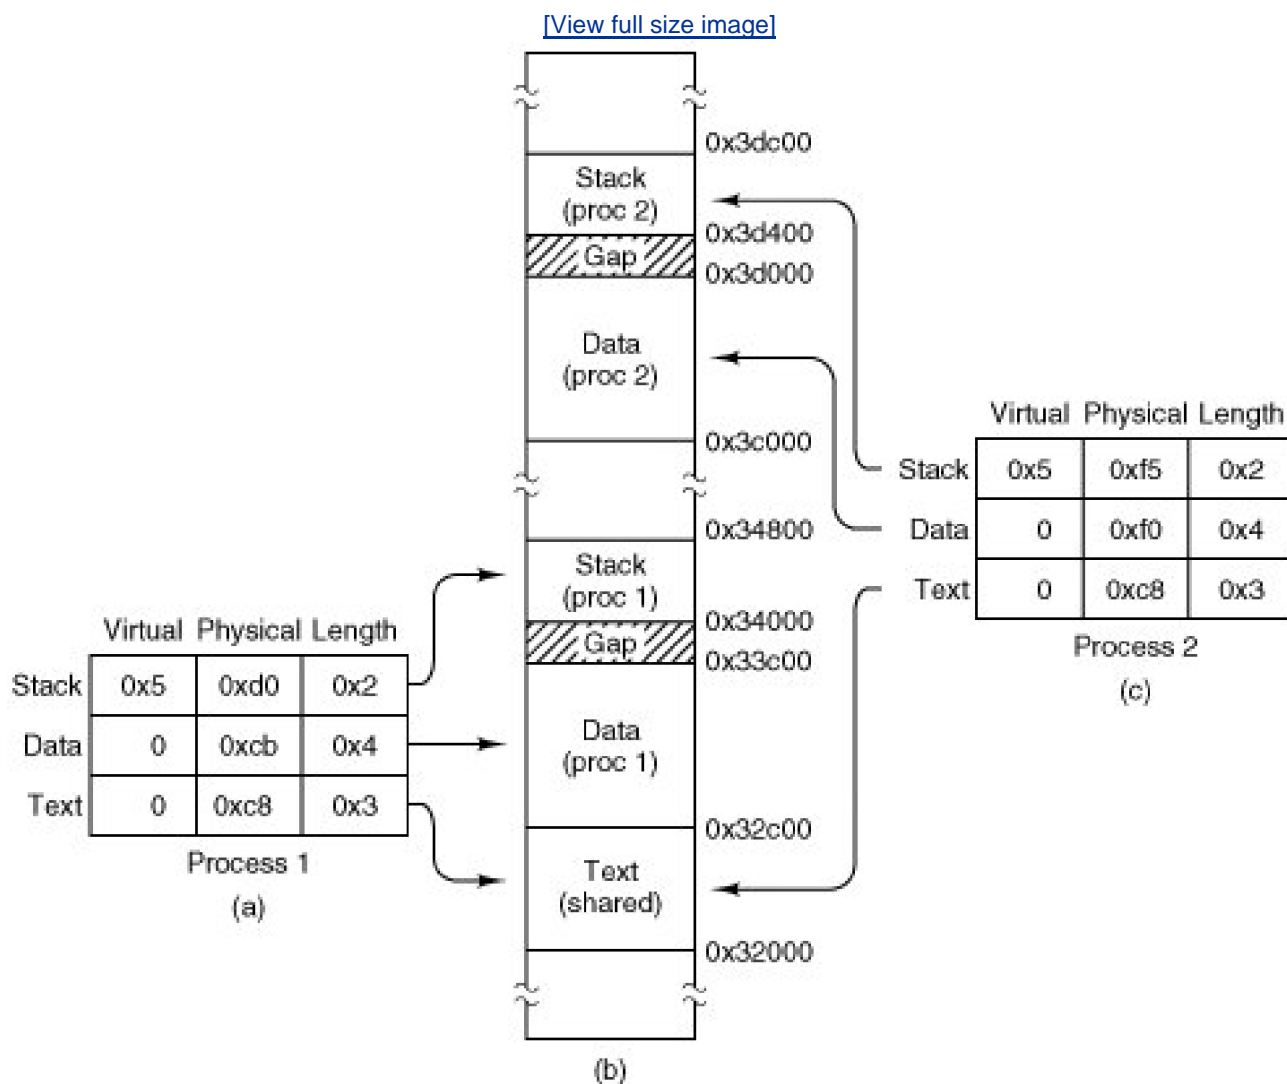 [View full size image]
0x3dc00
Stack
(proc 2)
0x3d400
Gap
0x3d000
Data
(proc 2)
0x3c000
0x34800
Stack
(proc 1)
0x34000
Gap
0x33c00
Data
(proc 1)
0x32c00
Text
(shared)
0x32000
(b)
Virtual Physical Length
Stack 0x5 0xd0 0x2
Data 0 0xcb 0x4
Text 0 0xc8 0x3
Process 1
(a)
Virtual Physical Length
Stack 0x5 0xf5 0x2
Data 0 0xf0 0x4
Text 0 0xc8 0x3
Process 2
(c)